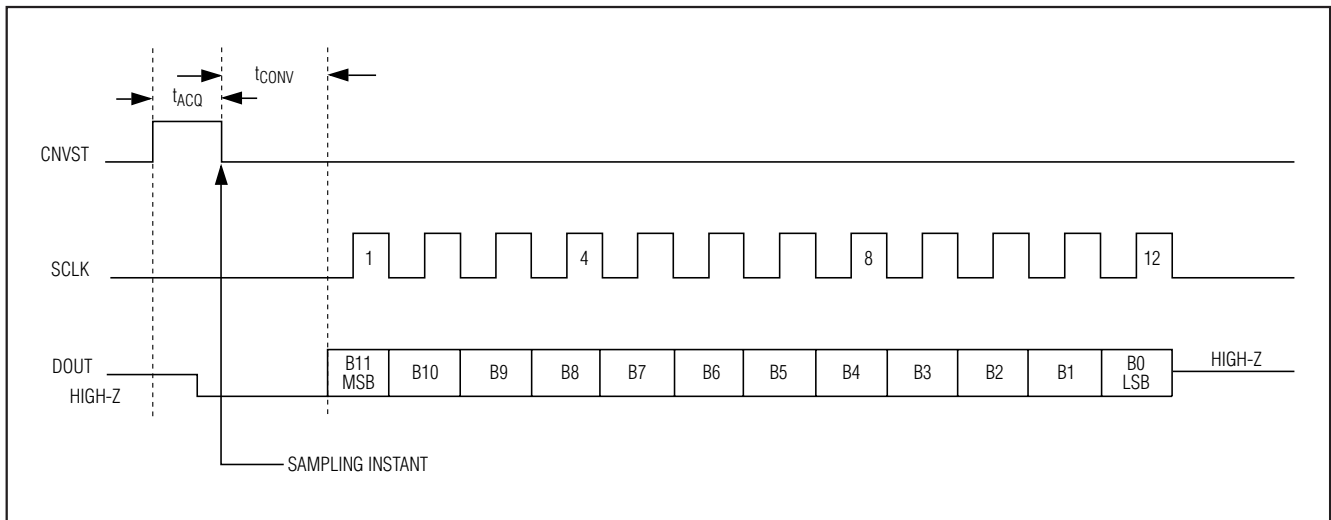 tCONV
tACQ
CNVST
SCLK
1 4 8 12
DOUT
HIGH-Z
B11 MSB B10 B9 B8 B7 B6 B5 B4 B3 B2 B1 B0 LSB
HIGH-Z
SAMPLING INSTANT